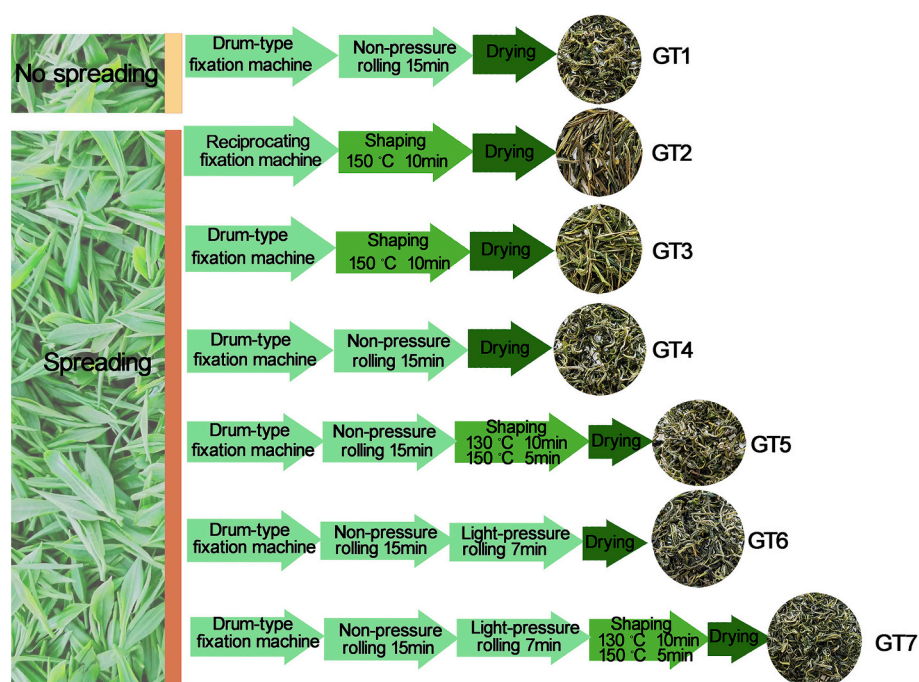 No spreading
Drum-type
fixation machine
Non-pressure
rolling 15min
Drying
GT1
Spreading
Reciprocating
fixation machine
Shaping
150 °C 10min
Drying
GT2
Drum-type
fixation machine
Shaping
150 °C 10min
Drying
GT3
Drum-type
fixation machine
Non-pressure
rolling 15min
Drying
GT4
Drum-type
fixation machine
Non-pressure
rolling 15min
Shaping
130 °C 10min
150 °C 5min
Drying
GT5
Drum-type
fixation machine
Non-pressure
rolling 15min
Light-pressure
rolling 7min
Drying
GT6
Drum-type
fixation machine
Non-pressure
rolling 15min
Light-pressure
rolling 7min
Shaping
130 °C 10min
150 °C 5min
Drying
GT7